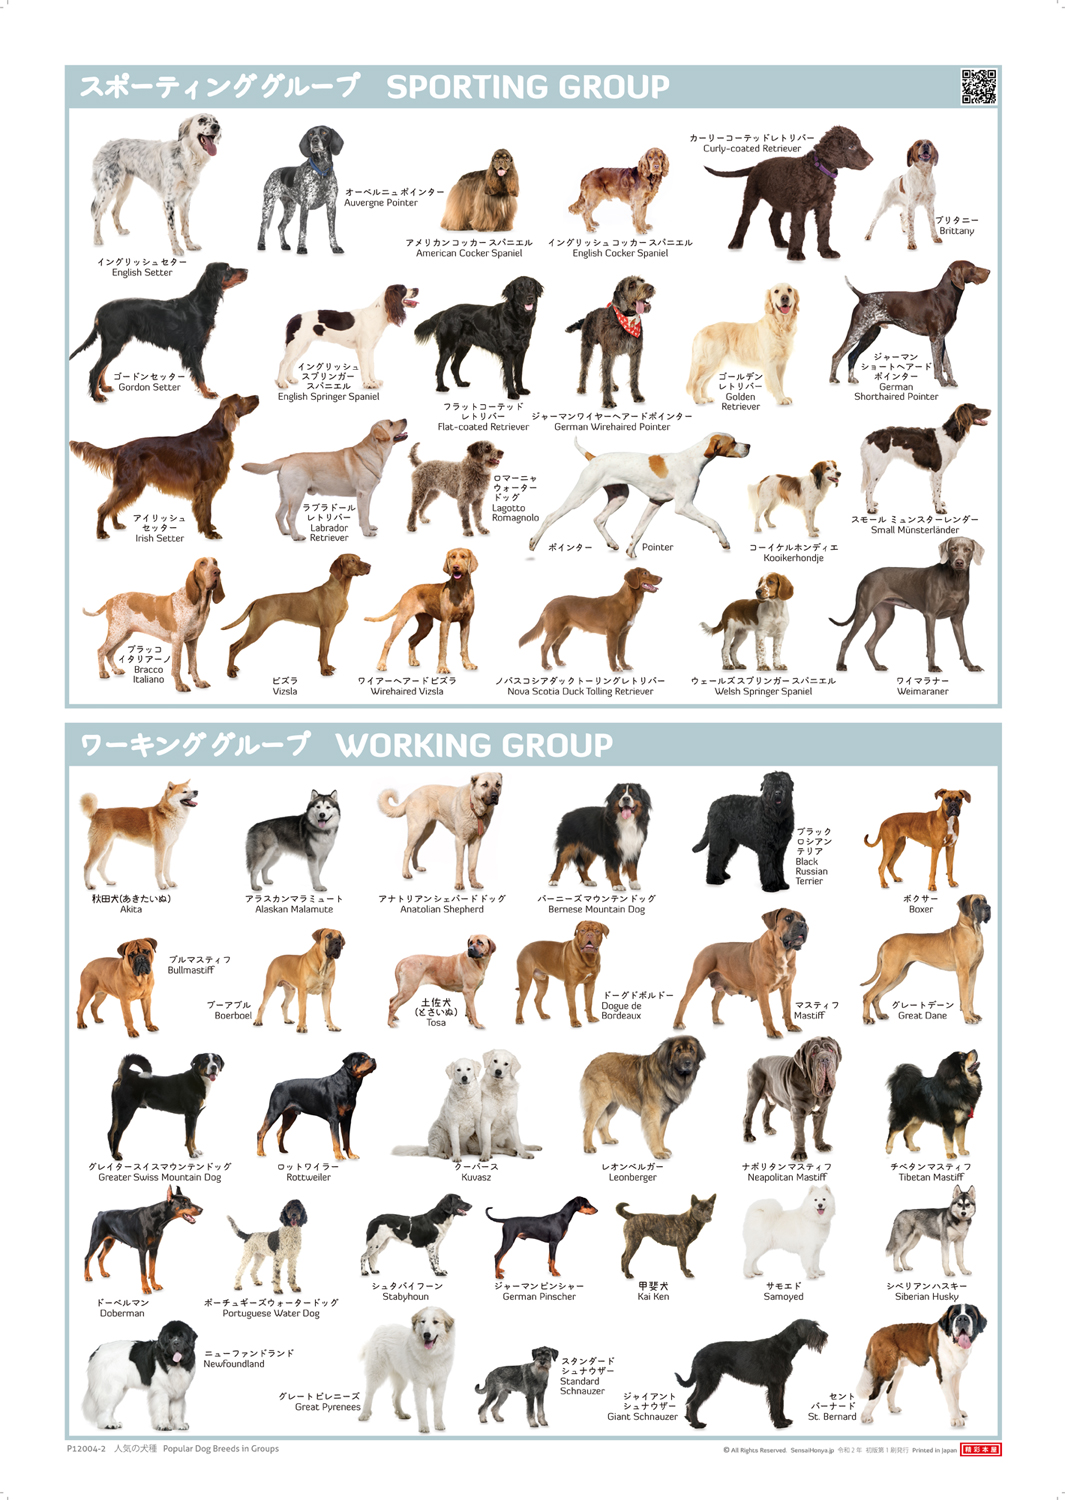 スポーティンググループ SPORTING GROUP
イングリッシュセター
English Setter
オーベルニュポインター
Auvergne Pointer
アメリカンコッカースパニエル
American Cocker Spaniel
イングリッシュコッカースパニエル
English Cocker Spaniel
カーリーコーテッドレトリバー
Curly-coated Retriever
ブリタニー
Brittany
ゴードンセッター
Gordon Setter
イングリッシュ
スプリンガー
スパニエル
English Springer Spaniel
フラットコーテッド
レトリバー
Flat-coated Retriever
ジャーマンワイヤーヘアードポインター
German Wirehaired Pointer
ゴールデン
レトリバー
Golden
Retriever
ジャーマン
ショートヘアード
ポインター
German
Shorthaired Pointer
アイリッシュ
セッター
Irish Setter
ラブラドール
レトリバー
Labrador
Retriever
ロマーニャ
ウォーター
ドッグ
Lagotto
Romagnolo
ポインター Pointer
コーイケルホンディエ
Kooikerhondje
スモール ミュンスターレンダー
Small Münsterländer
ブラッコ
イタリアーノ
Bracco
Italiano
ビズラ
Vizsla
ワイアーヘアードビズラ
Wirehaired Vizsla
ノバスコシアダックトーリングレトリバー
Nova Scotia Duck Tolling Retriever
ウェールズスプリンガースパニエル
Welsh Springer Spaniel
ワイマラナー
Weimaraner
ワーキンググループ WORKING GROUP
秋田犬(あきたいぬ)
Akita
アラスカンマラミュート
Alaskan Malamute
アナトリアンシェパードドッグ
Anatolian Shepherd
バーニーズマウンテンドッグ
Bernese Mountain Dog
ブラック
ロシアン
テリア
Black
Russian
Terrier
ボクサー
Boxer
ブルマスティフ
Bullmastiff
ブーアブル
Boerboel
土佐犬
(とさいぬ)
Tosa
ドーグドボルドー
Dogue de
Bordeaux
マスティフ
Mastiff
グレートデーン
Great Dane
グレイタースイスマウンテンドッグ
Greater Swiss Mountain Dog
ロットワイラー
Rottweiler
クーバース
Kuvasz
レオンベルガー
Leonberger
ナポリタンマスティフ
Neapolitan Mastiff
チベタンマスティフ
Tibetan Mastiff
ドーベルマン
Doberman
ポーチュギーズウォータードッグ
Portuguese Water Dog
シュタバイフーン
Stabyhoun
ジャーマンピンシャー
German Pinscher
甲斐犬
Kai Ken
サモエド
Samoyed
シベリアンハスキー
Siberian Husky
ニューファンドランド
Newfoundland
グレートピレニーズ
Great Pyrenees
スタンダード
シュナウザー
Standard
Schnauzer
ジャイアント
シュナウザー
Giant Schnauzer
セント
バーナード
St. Bernard
P12004-2 人気の犬種 Popular Dog Breeds in Groups
© All Rights Reserved. SensaiHonya.jp 令和2年 初版第1刷発行 Printed in Japan 精彩本屋